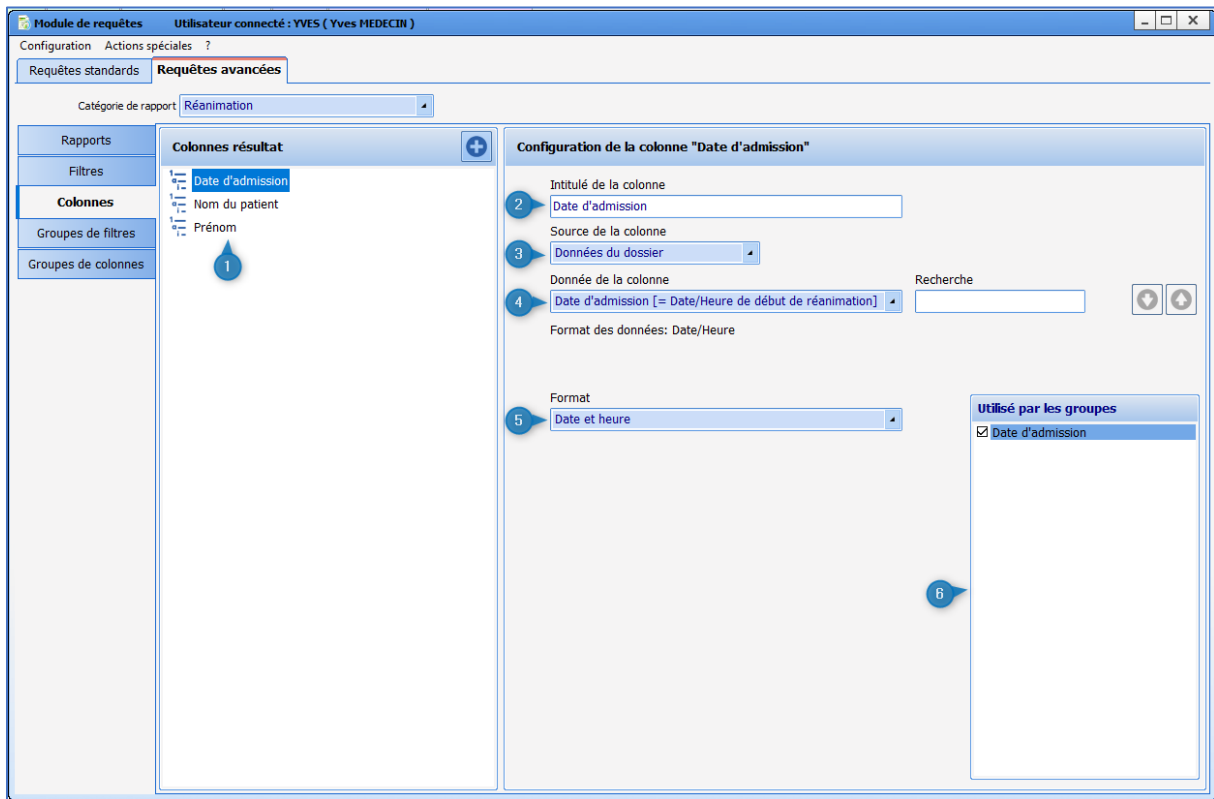 Module de requêtes Utilisateur connecté : YVES ( Yves MEDECIN )
Configuration Actions spéciales ?
Requêtes standards Requêtes avancées
Catégorie de rapport Réanimation
Rapports
Filtres
Colonnes
Groupes de filtres
Groupes de colonnes
Colonnes résultat
Date d'admission
Nom du patient
Prénom
1
Configuration de la colonne "Date d'admission"
Intitulé de la colonne
2 Date d'admission
Source de la colonne
3 Données du dossier
Donnée de la colonne Recherche
4 Date d'admission [= Date/Heure de début de réanimation]
Format des données: Date/Heure
Format
5 Date et heure
Utilisé par les groupes
Date d'admission
6